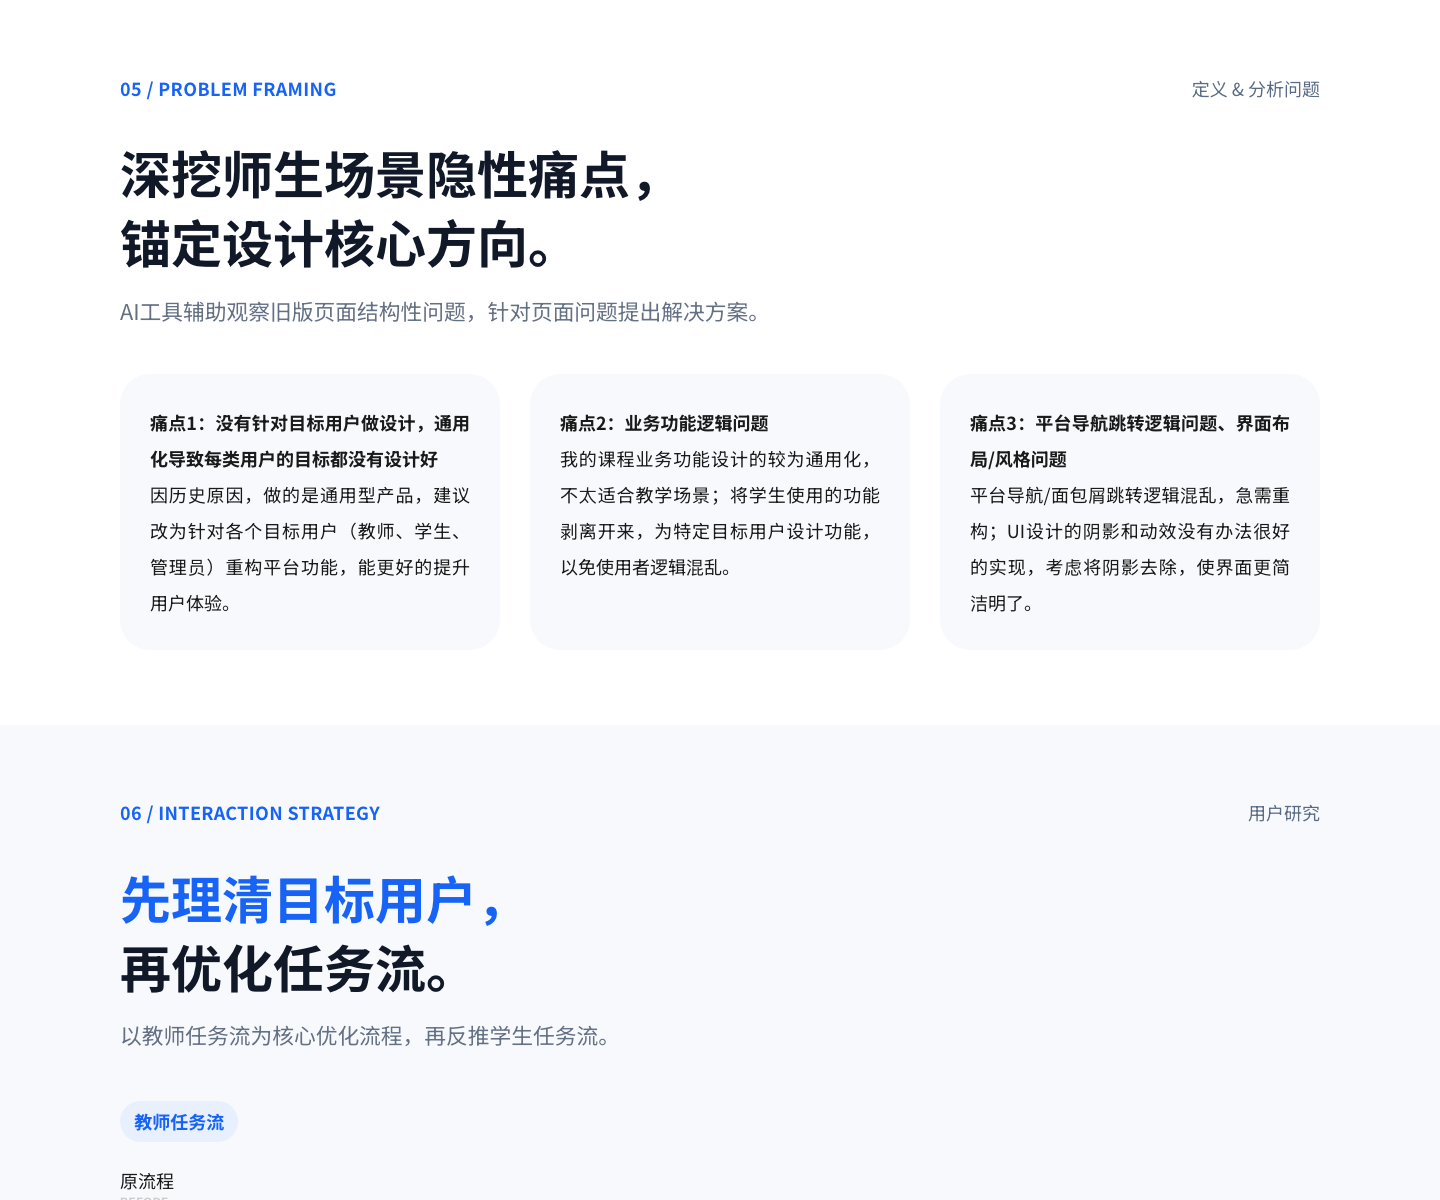 05 / PROBLEM FRAMING
定义 & 分析问题
深挖师生场景隐性痛点，
锚定设计核心方向。
AI工具辅助观察旧版页面结构性问题，针对页面问题提出解决方案。
痛点1：没有针对目标用户做设计，通用
化导致每类用户的目标都没有设计好
因历史原因，做的是通用型产品，建议
改为针对各个目标用户（教师、学生、
管理员）重构平台功能，能更好的提升
用户体验。
痛点2：业务功能逻辑问题
我的课程业务功能设计的较为通用化，
不太适合教学场景；将学生使用的功能
剥离开来，为特定目标用户设计功能，
以免使用者逻辑混乱。
痛点3：平台导航跳转逻辑问题、界面布
局/风格问题
平台导航/面包屑跳转逻辑混乱，急需重
构；UI设计的阴影和动效没有办法很好
的实现，考虑将阴影去除，使界面更简
洁明了。
06 / INTERACTION STRATEGY
用户研究
先理清目标用户，
再优化任务流。
以教师任务流为核心优化流程，再反推学生任务流。
教师任务流
原流程